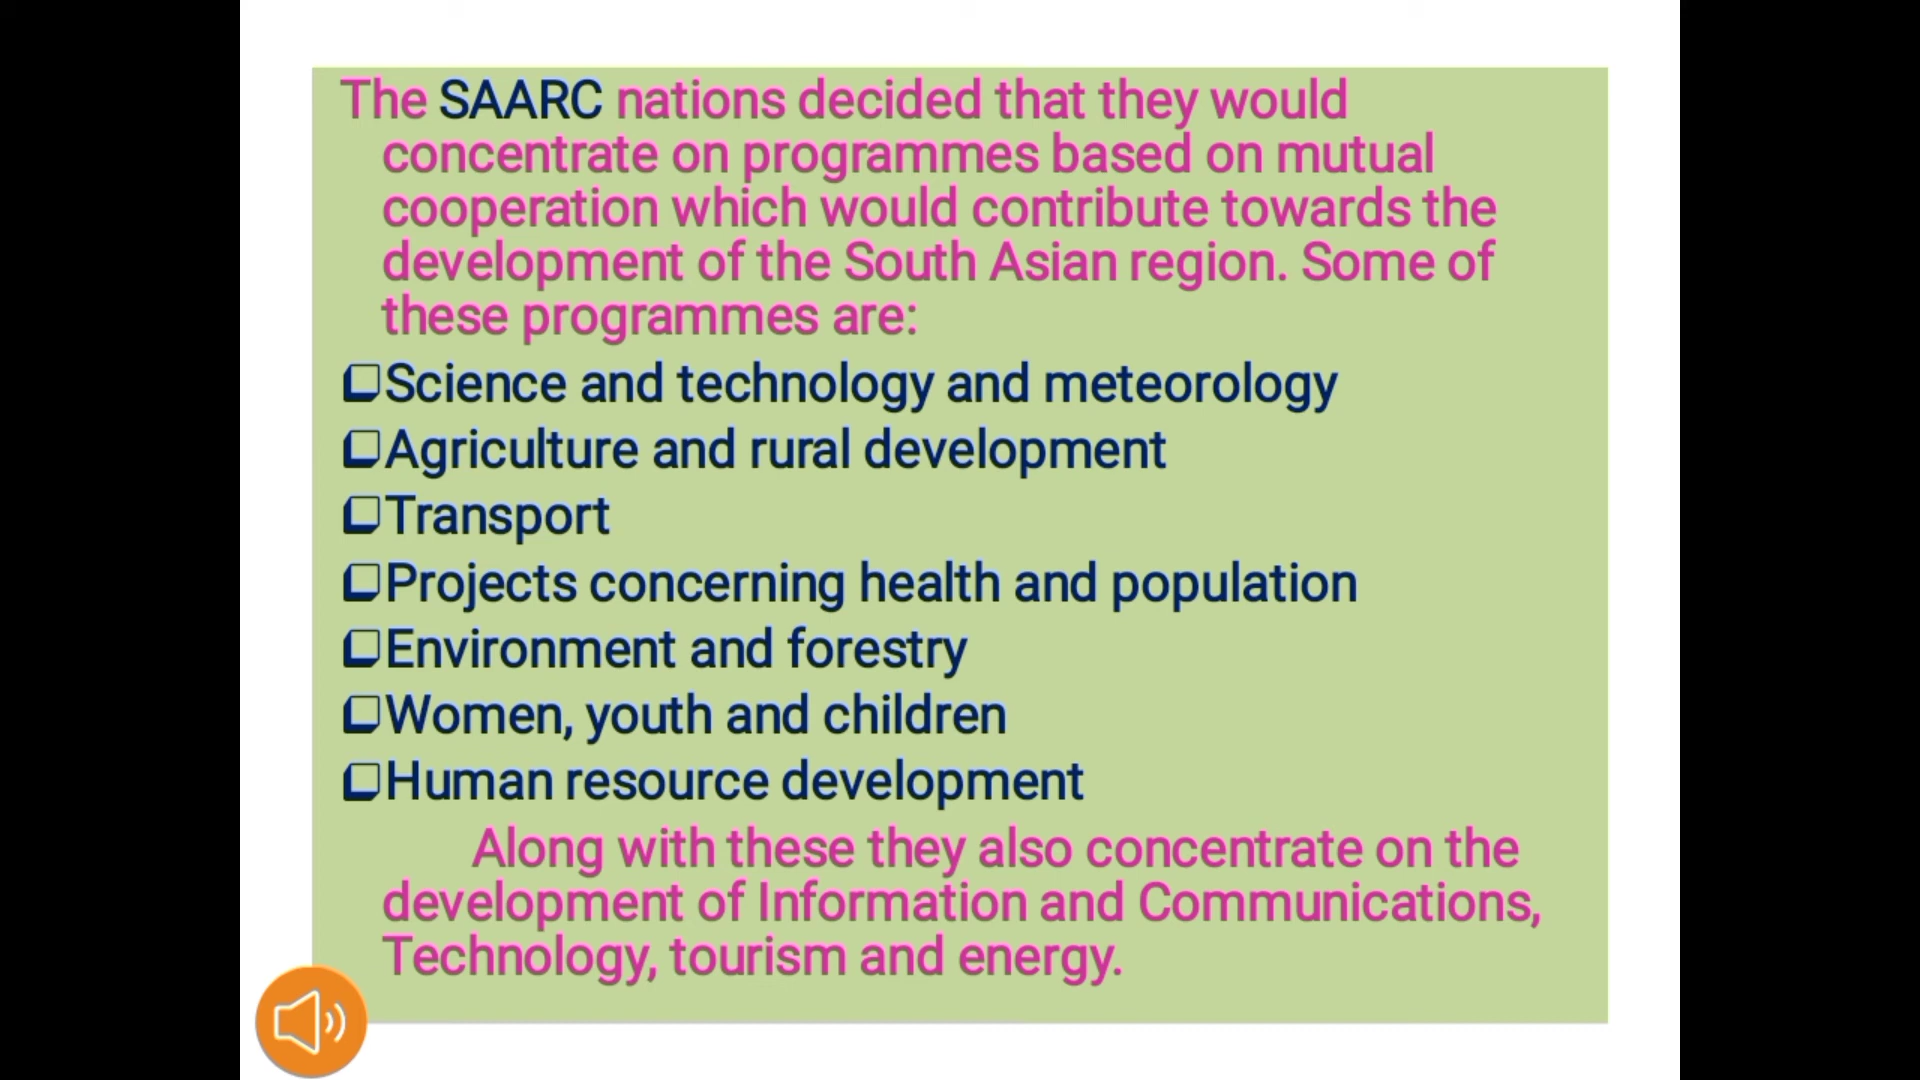 The SAARC nations decided that they would
concentrate on programmes based on mutual
cooperation which would contribute towards the
development of the South Asian region. Some of
these programmes are:
❑Science and technology and meteorology
❑Agriculture and rural development
❑Transport
❑Projects concerning health and population
❑Environment and forestry
❑Women, youth and children
❑Human resource development
Along with these they also concentrate on the
development of Information and Communications,
Technology, tourism and energy.